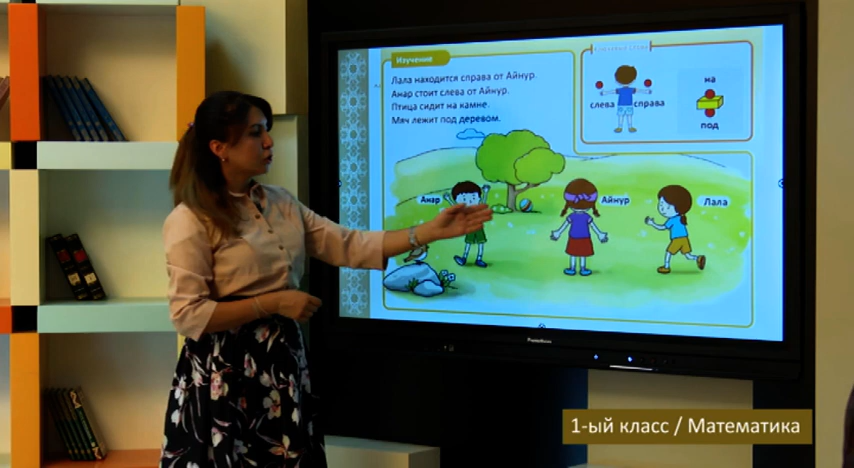 Изучение
Лала находится справа от Айнур.
Анар стоит слева от Айнур.
Птица сидит на камне.
Мяч лежит под деревом.
слева справа
на
под
Анар
Айнур
Лала
1-ый класс / Математика